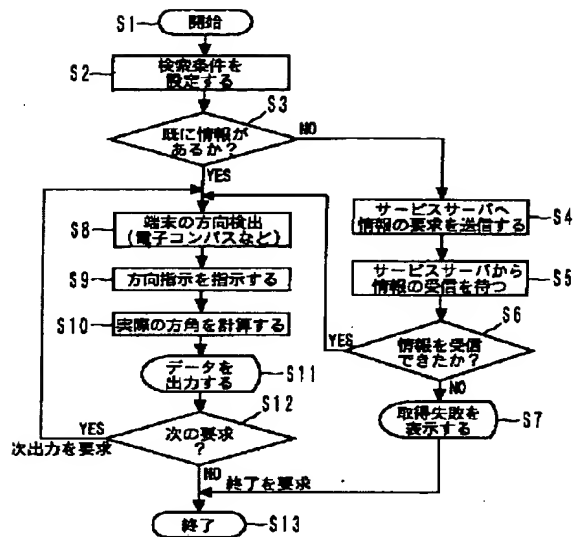 S1
開始
S2
検索条件を
設定する
S3
既に情報が
あるか？
NO
YES
S4
サービスサーバへ
情報の要求を送信する
S5
サービスサーバから
情報の受信を待つ
S6
情報を受信
できたか？
YES
NO
S7
取得失敗を
表示する
S8
端末の方向検出
(電子コンパスなど)
S9
方向指示を指示する
S10
実際の方角を計算する
S11
データを
出力する
S12
次の要求
？
YES
次出力を要求
NO
終了を要求
終了
S13